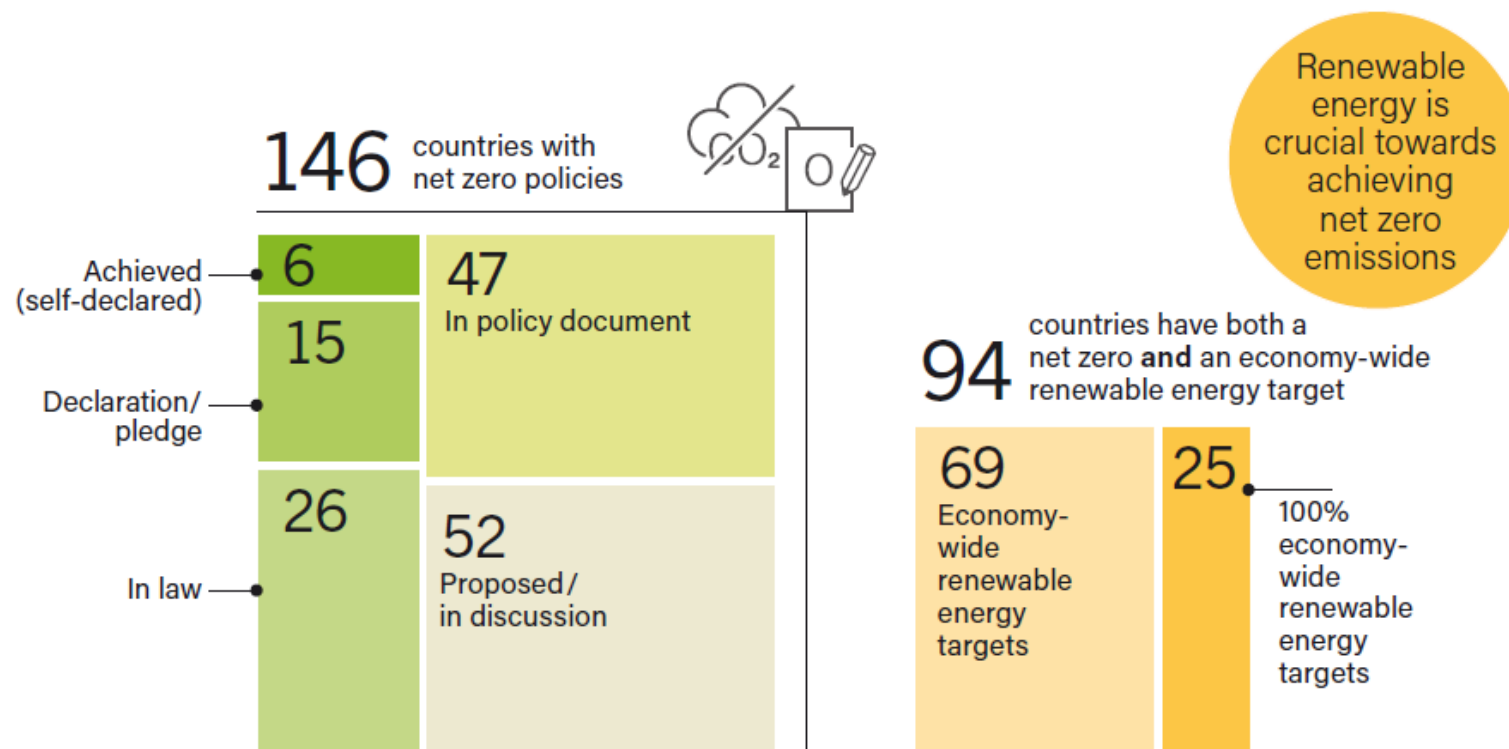 Renewable
energy is
crucial towards
achieving
net zero
emissions
146
countries with
net zero policies
CO₂
0
Achieved
(self-declared)
6
Declaration/
pledge
15
In law
26
47
In policy document
52
Proposed/
in discussion
94
countries have both a
net zero and an economy-wide
renewable energy target
69
Economy-
wide
renewable
energy
targets
25
100%
economy-
wide
renewable
energy
targets